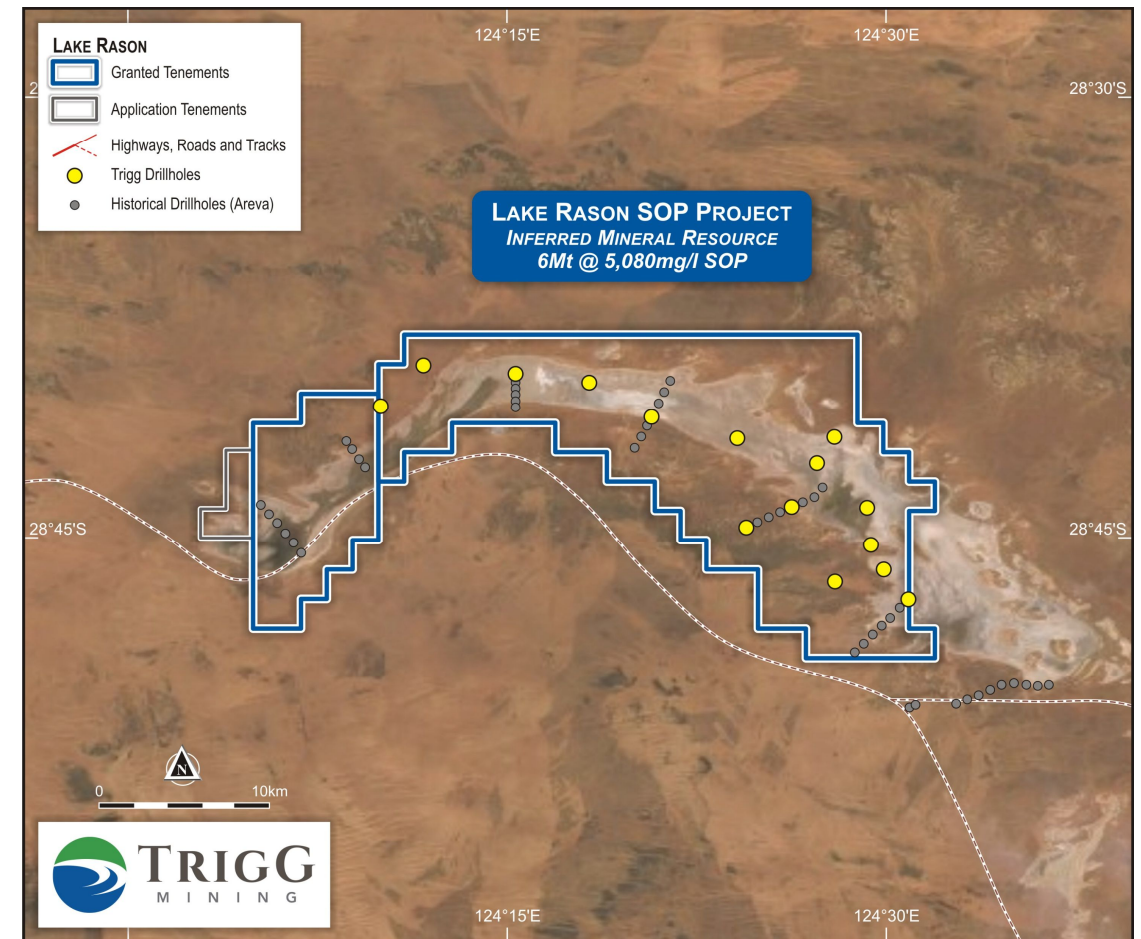 LAKE RASON
Granted Tenements
Application Tenements
Highways, Roads and Tracks
Trigg Drillholes
Historical Drillholes (Areva)
124°15'E
124°30'E
2
28°30'S
LAKE RASON SOP PROJECT
INFERRED MINERAL RESOURCE
6Mt @ 5,080mg/l SOP
28°45'S
28°45'S
N
0
10km
TRIGG
MINING
124°15'E
124°30'E